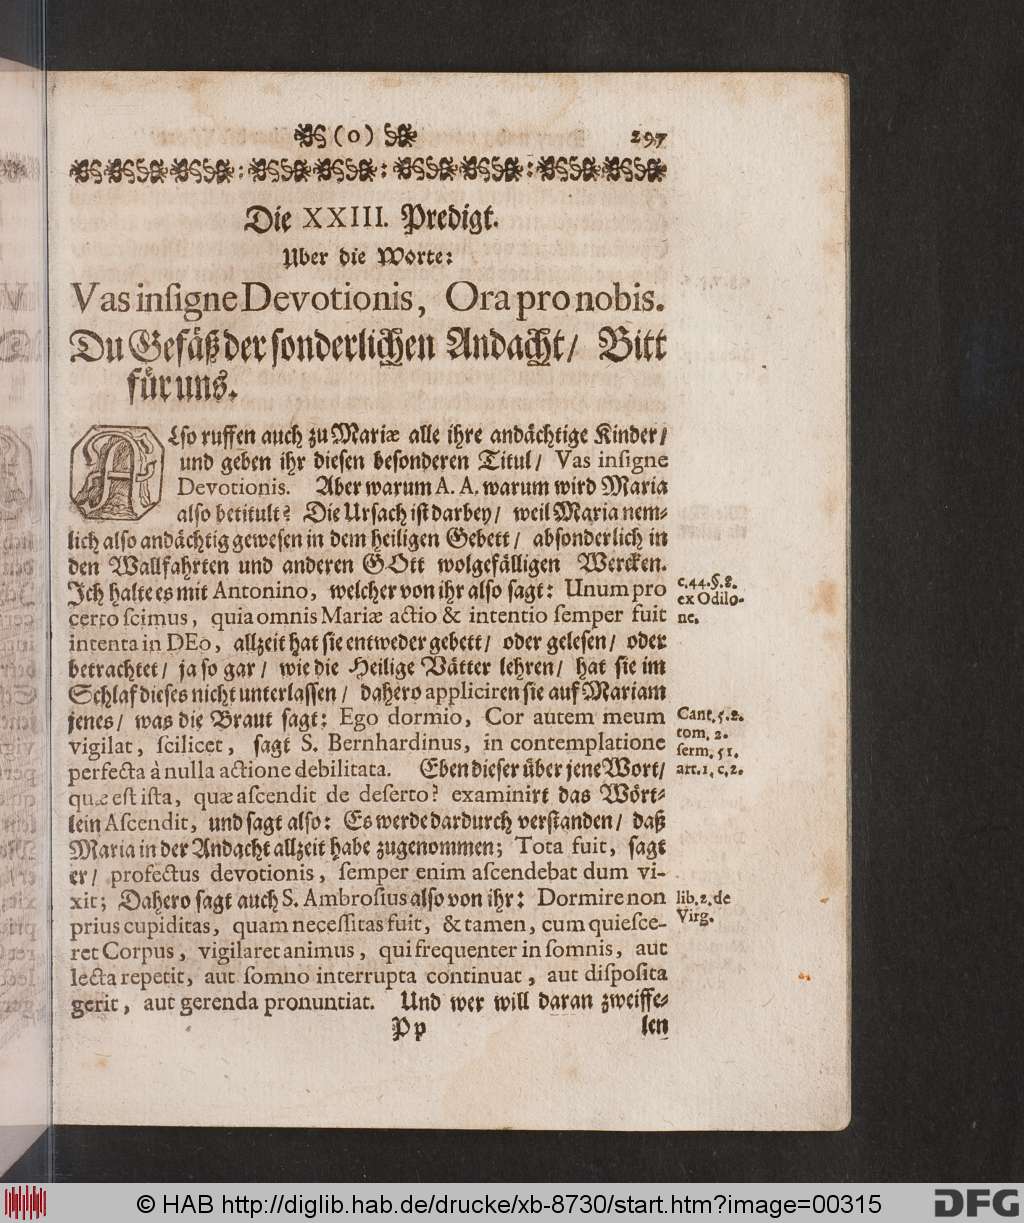 (0) 297
Die XXIII. Predigt.
Uber die Worte:
Vas inſigne Devotionis, Ora pro nobis.
Du Gefäß der ſonderlichen Andacht/ Bitt
für uns.
Alſo ruffen auch zu Mariæ alle ihre andächtige Kinder/
und geben ihr dieſen beſonderen Titul/ Vas inſigne
Devotionis. Aber warum A. A. warum wird Maria
alſo betitult? Die Urſach iſt darbey/ weil Maria nem-
lich alſo andächtig geweſen in dem heiligen Gebett/ abſonderlich in
den Wallfahrten und anderen GOtt wolgefälligen Wercken.
Ich halte es mit Antonino, welcher von ihr alſo ſagt: Unum pro
certo ſcimus, quia omnis Mariæ actio & intentio ſemper fuit
intenta in DEo, allzeit hat ſie entweder gebett/ oder geleſen/ oder
betrachtet/ ja ſo gar/ wie die Heilige Vätter lehren/ hat ſie im
Schlaf dieſes nicht unterlaſſen/ dahero appliciren ſie auf Mariam
jenes/ was die Braut ſagt: Ego dormio, Cor autem meum
vigilat, ſcilicet, ſagt S. Bernhardinus, in contemplatione
perfecta à nulla actione debilitata. Eben dieſer über jene Wort/
quæ eſt iſta, quæ aſcendit de deſerto? examinirt das Wört-
lein Aſcendit, und ſagt alſo: Es werde dardurch verſtanden/ daß
Maria in der Andacht allzeit habe zugenommen; Tota fuit, ſagt
er/ profectus devotionis, ſemper enim aſcendebat dum vi-
xit; Dahero ſagt auch S. Ambroſius alſo von ihr: Dormire non
prius cupiditas, quam neceſſitas fuit, & tamen, cum quieſce-
ret Corpus, vigilaret animus, qui frequenter in ſomnis, aut
lecta repetit, aut ſomno interrupta continuat, aut diſpoſita
gerit, aut gerenda pronuntiat. Und wer will daran zweiffe-
Pp len
c. 44. §. 8.
ex Odilo-
ne.
Cant. 5. 2.
tom. 2.
ſerm. 51.
art. 1. c. 2.
lib. 2. de
Virg.
© HAB http://diglib.hab.de/drucke/xb-8730/start.htm?image=00315 DFG